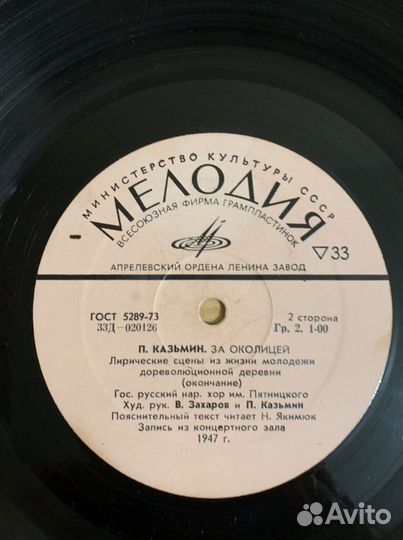 МИНИСТЕРСТВО КУЛЬТУРЫ СССР
МЕЛОДИЯ
ВСЕСОЮЗНАЯ ФИРМА ГРАМПЛАСТИНОК
▽33
АПРЕЛЕВСКИЙ ОРДЕНА ЛЕНИНА ЗАВОД
ГОСТ 5289-73
2 сторона
33Д—020126
Гр. 2. 1-00
П. КАЗЬМИН. ЗА ОКОЛИЦЕЙ
Лирические сцены из жизни молодежи
дореволюционной деревни
(окончание)
Гос. русский нар. хор им. Пятницкого
Худ. рук. В. Захаров и П. Казьмин
Пояснительный текст читает Н. Якимюк
Запись из концертного зала
1947 г.
Avito